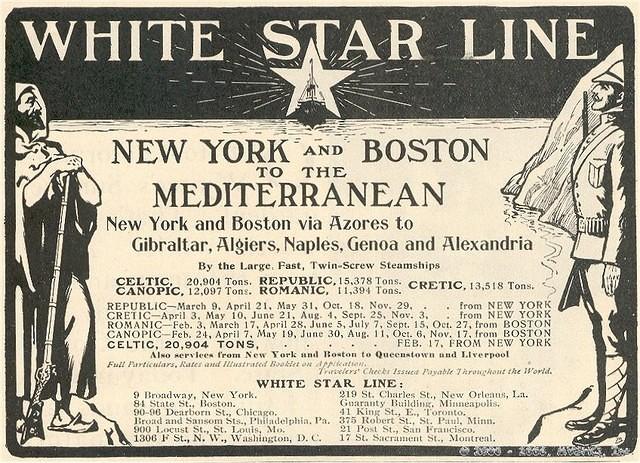 WHITE STAR LINE
NEW YORK AND BOSTON
TO THE
MEDITERRANEAN
New York and Boston via Azores to
Gibraltar, Algiers, Naples, Genoa and Alexandria
By the Large, Fast, Twin-Screw Steamships
CELTIC, 20,904 Tons. REPUBLIC, 15,378 Tons. CRETIC, 13,518 Tons.
CANOPIC, 12,097 Tons. ROMANIC, 11,394 Tons.
REPUBLIC—March 9, April 21, May 31, Oct. 18, Nov. 29, . . from NEW YORK
CRETIC—April 3, May 10, June 21, Aug. 4, Sept. 25, Nov. 3, . . from NEW YORK
ROMANIC—Feb. 3, March 17, April 28, June 5, July 7, Sept. 15, Oct. 27, from BOSTON
CANOPIC—Feb. 24, April 7, May 19, June 30, Aug. 11, Oct. 6, Nov. 17, from BOSTON
CELTIC, 20,904 TONS, . . . . FEB. 17, FROM NEW YORK
Also services from New York and Boston to Queenstown and Liverpool
Full Particulars, Rates and Illustrated Booklet on Application.
Travelers' Checks Issued Payable Throughout the World.
WHITE STAR LINE:
9 Broadway, New York.
84 State St., Boston.
90-96 Dearborn St., Chicago.
Broad and Sansom Sts., Philadelphia, Pa.
900 Locust St., St. Louis, Mo.
1306 F St., N. W., Washington, D. C.
219 St. Charles St., New Orleans, La.
Guaranty Building, Minneapolis.
41 King St., E., Toronto.
375 Robert St., St. Paul, Minn.
21 Post St., San Francisco.
17 St. Sacrament St., Montreal.